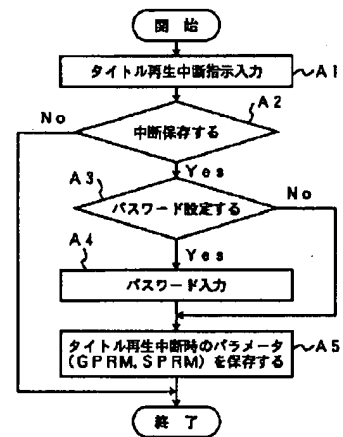 開始
タイトル再生中断指示入力
A1
A2
No
中断保存する
Yes
A3
No
パスワード設定する
A4
Yes
パスワード入力
タイトル再生中断時のパラメータ
(GPRM,SPRM)を保存する
A5
終了